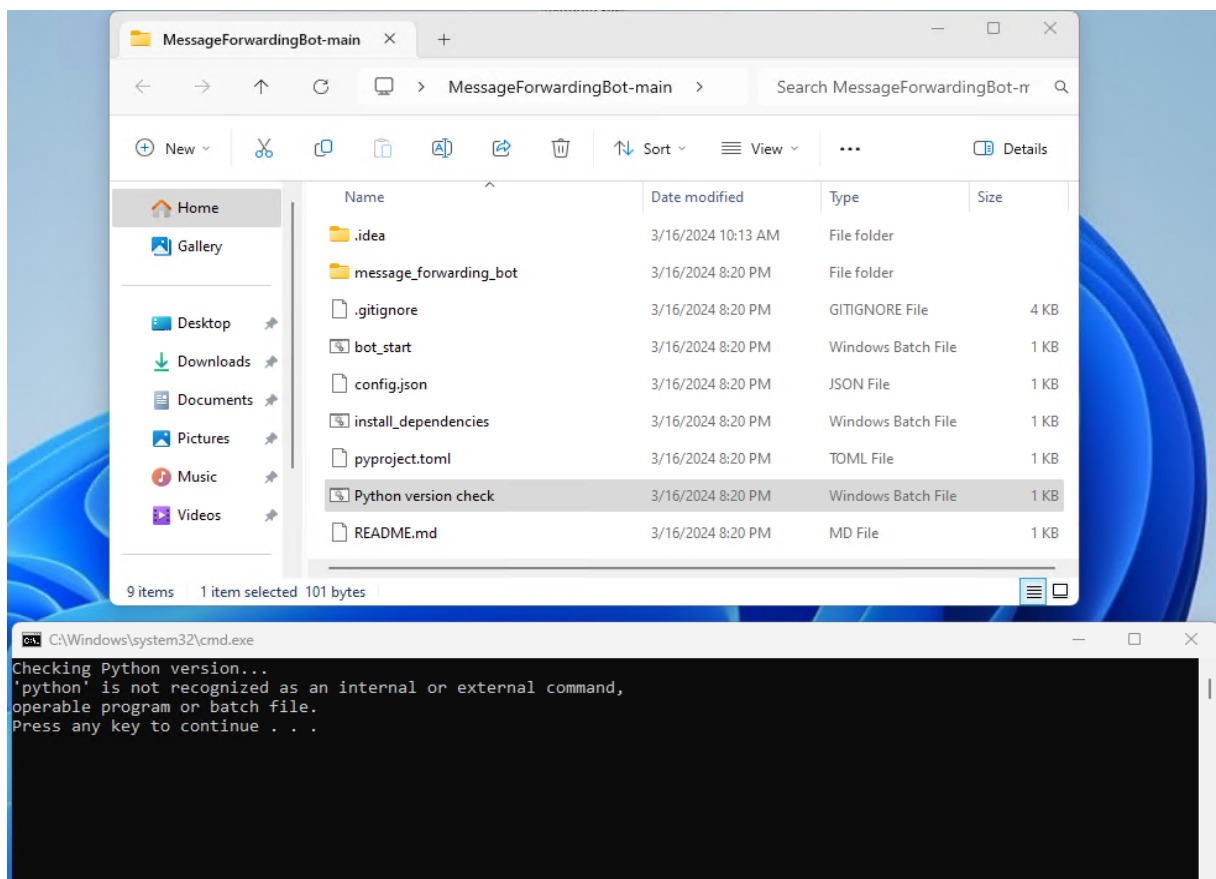 MessageForwardingBot-main
MessageForwardingBot-main
Search MessageForwardingBot-m
New
Sort
View
Details
Home
Gallery
Desktop
Downloads
Documents
Pictures
Music
Videos
Name Date modified Type Size
.idea 3/16/2024 10:13 AM File folder
message_forwarding_bot 3/16/2024 8:20 PM File folder
.gitignore 3/16/2024 8:20 PM GITIGNORE File 4 KB
bot_start 3/16/2024 8:20 PM Windows Batch File 1 KB
config.json 3/16/2024 8:20 PM JSON File 1 KB
install_dependencies 3/16/2024 8:20 PM Windows Batch File 1 KB
pyproject.toml 3/16/2024 8:20 PM TOML File 1 KB
Python version check 3/16/2024 8:20 PM Windows Batch File 1 KB
README.md 3/16/2024 8:20 PM MD File 1 KB
9 items 1 item selected 101 bytes
C:\Windows\system32\cmd.exe
Checking Python version...
'python' is not recognized as an internal or external command,
operable program or batch file.
Press any key to continue . . .